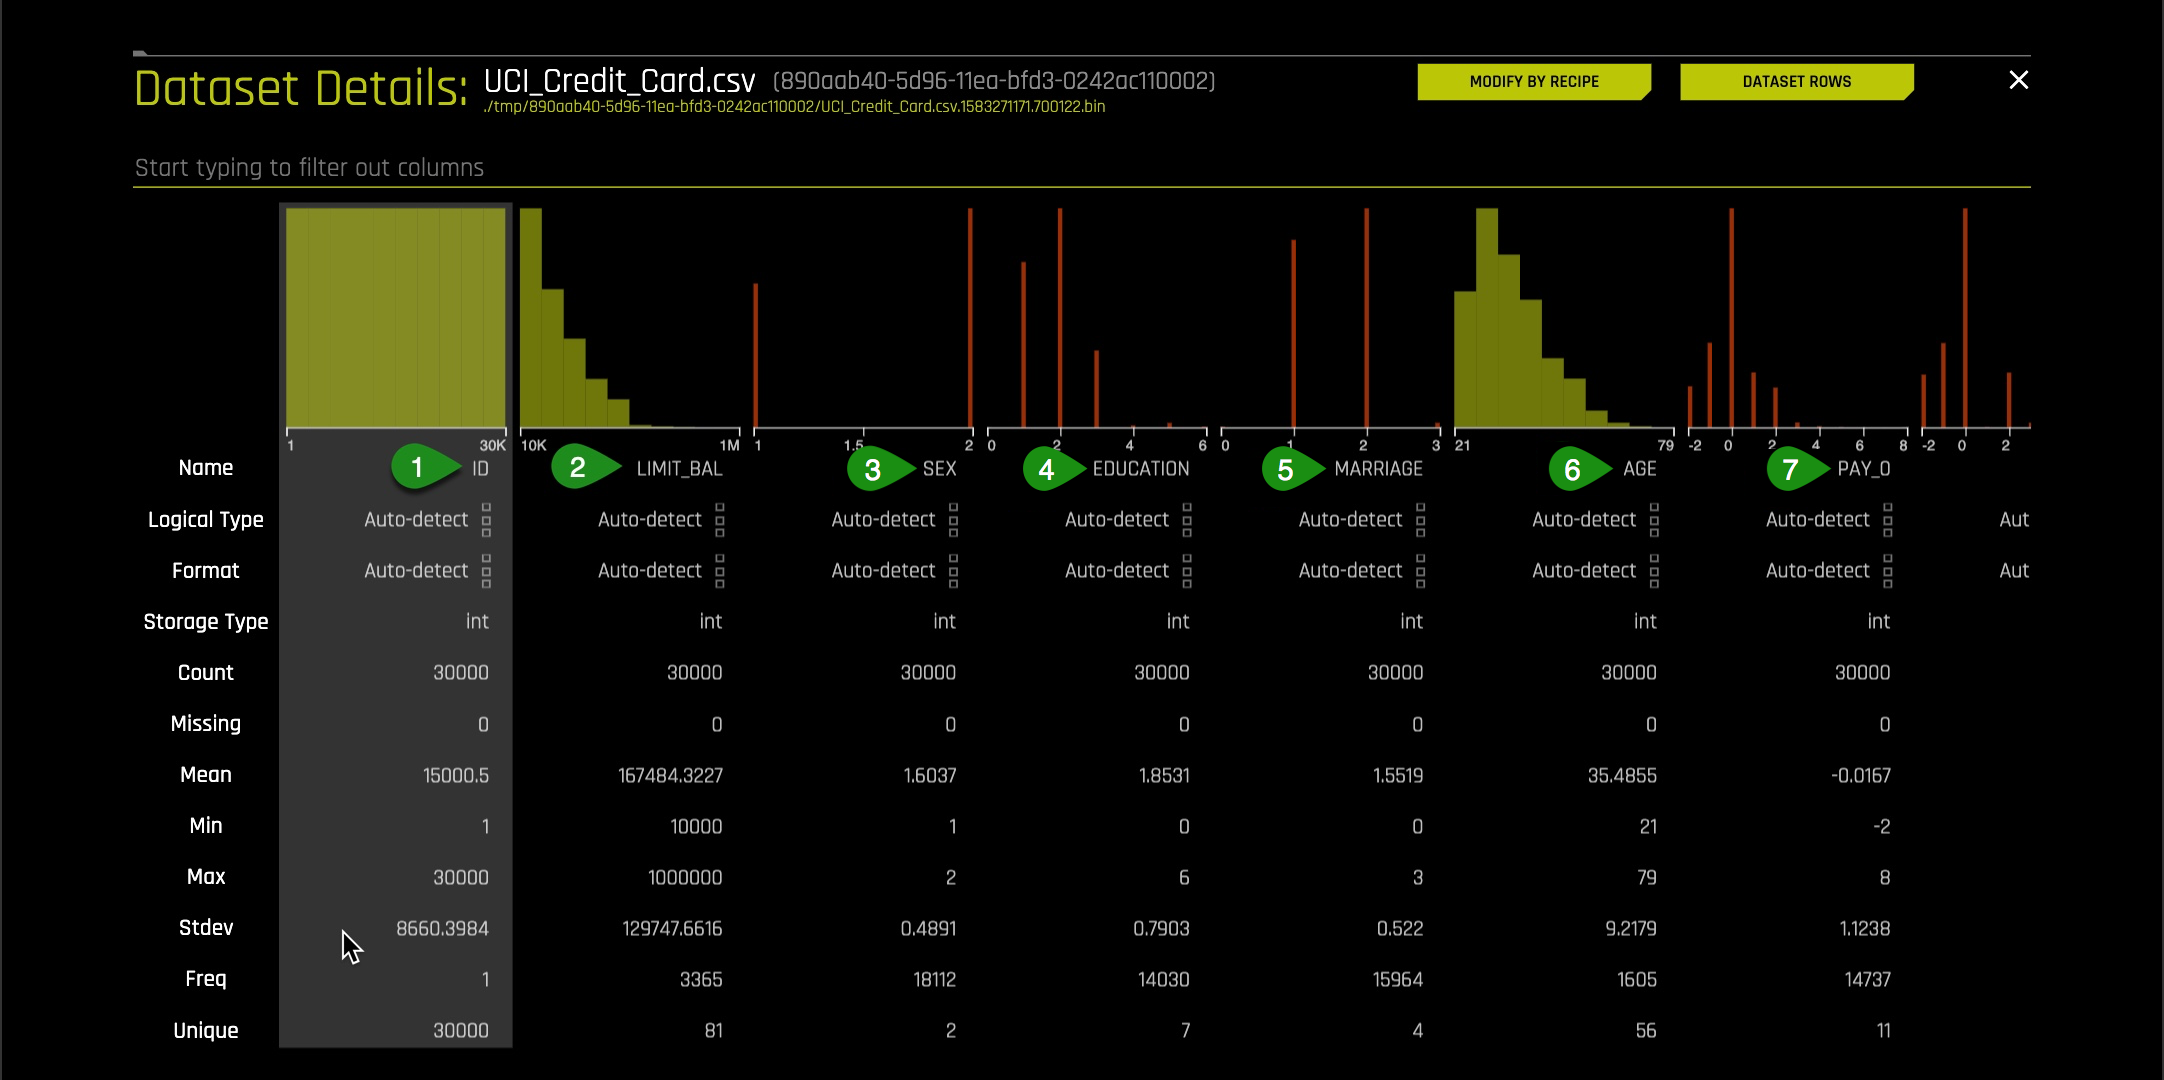 Dataset Details: UCI_Credit_Card.csv (890aab40-5d96-11ea-bfd3-0242ac110002) MODIFY BY RECIPE DATASET ROWS
./tmp/890aab40-5d96-11ea-bfd3-0242ac110002/UCI_Credit_Card.csv.1583271171.700122.bin
Start typing to filter out columns
1 30K 10K 1M 1 1.5 2 0 2 4 6 0 1 2 3 21 79 -2 0 2 4 6 8 -2 0 2
Name 1 ID 2 LIMIT_BAL 3 SEX 4 EDUCATION 5 MARRIAGE 6 AGE 7 PAY_0
Logical Type Auto-detect Auto-detect Auto-detect Auto-detect Auto-detect Auto-detect Auto-detect Aut
Format Auto-detect Auto-detect Auto-detect Auto-detect Auto-detect Auto-detect Auto-detect Aut
Storage Type int int int int int int int
Count 30000 30000 30000 30000 30000 30000 30000
Missing 0 0 0 0 0 0 0
Mean 15000.5 167484.3227 1.6037 1.8531 1.5519 35.4855 -0.0167
Min 1 10000 1 0 0 21 -2
Max 30000 1000000 2 6 3 79 8
Stdev 8660.3984 129747.6616 0.4891 0.7903 0.522 9.2179 1.1238
Freq 1 3365 18112 14030 15964 1605 14737
Unique 30000 81 2 7 4 56 11